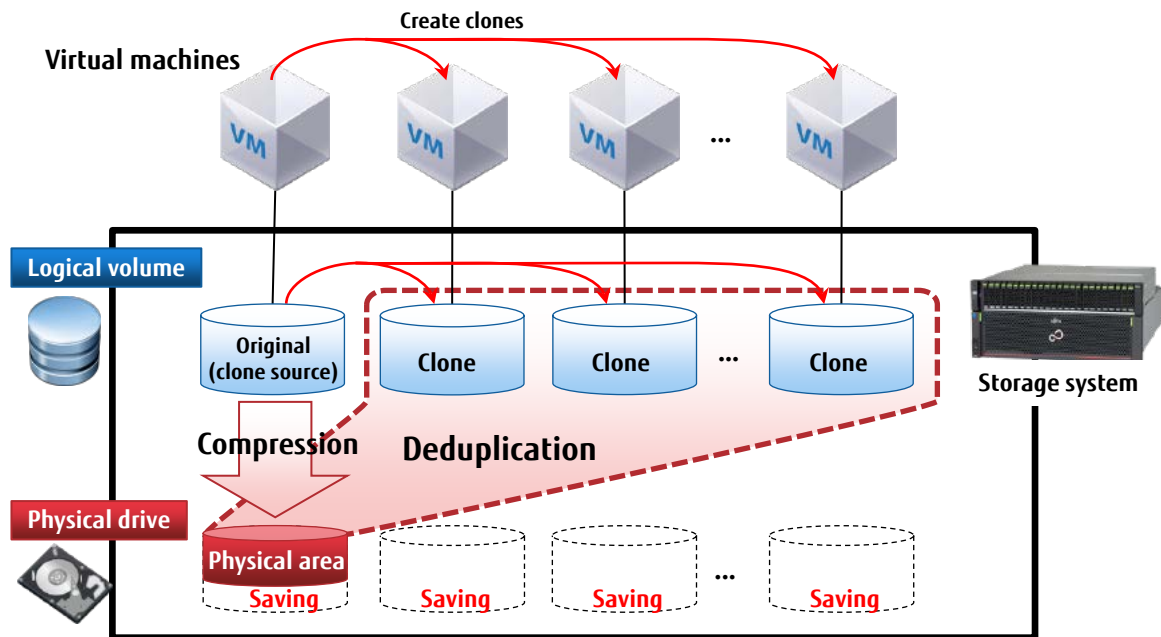 Create clones
Virtual machines
VM
VM
VM
...
VM
Logical volume
Original
(clone source)
Clone
Clone
...
Clone
Storage system
Compression
Deduplication
Physical drive
Physical area
Saving
Saving
Saving
...
Saving